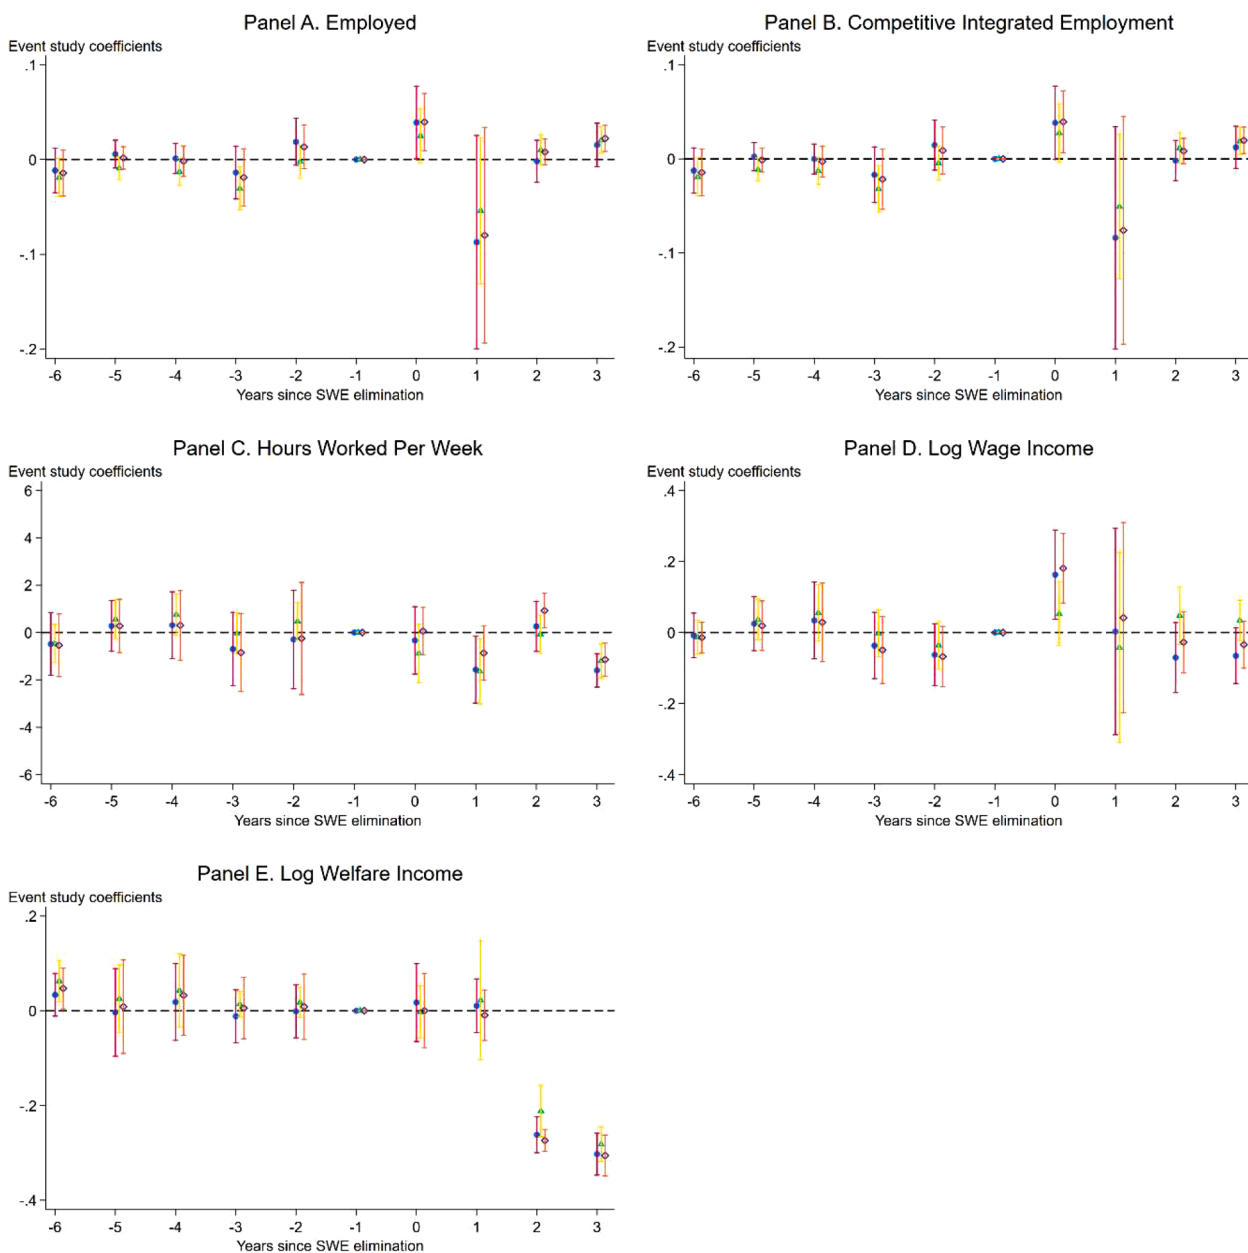 Panel A. Employed
Event study coefficients
.1
0
-.1
-.2
-6 -5 -4 -3 -2 -1 0 1 2 3
Years since SWE elimination
Panel B. Competitive Integrated Employment
Event study coefficients
.1
0
-.1
-.2
-6 -5 -4 -3 -2 -1 0 1 2 3
Years since SWE elimination
Panel C. Hours Worked Per Week
Event study coefficients
6
4
2
0
-2
-4
-6
-6 -5 -4 -3 -2 -1 0 1 2 3
Years since SWE elimination
Panel D. Log Wage Income
Event study coefficients
.4
.2
0
-.2
-.4
-6 -5 -4 -3 -2 -1 0 1 2 3
Years since SWE elimination
Panel E. Log Welfare Income
Event study coefficients
.2
0
-.2
-.4
-6 -5 -4 -3 -2 -1 0 1 2 3
Years since SWE elimination